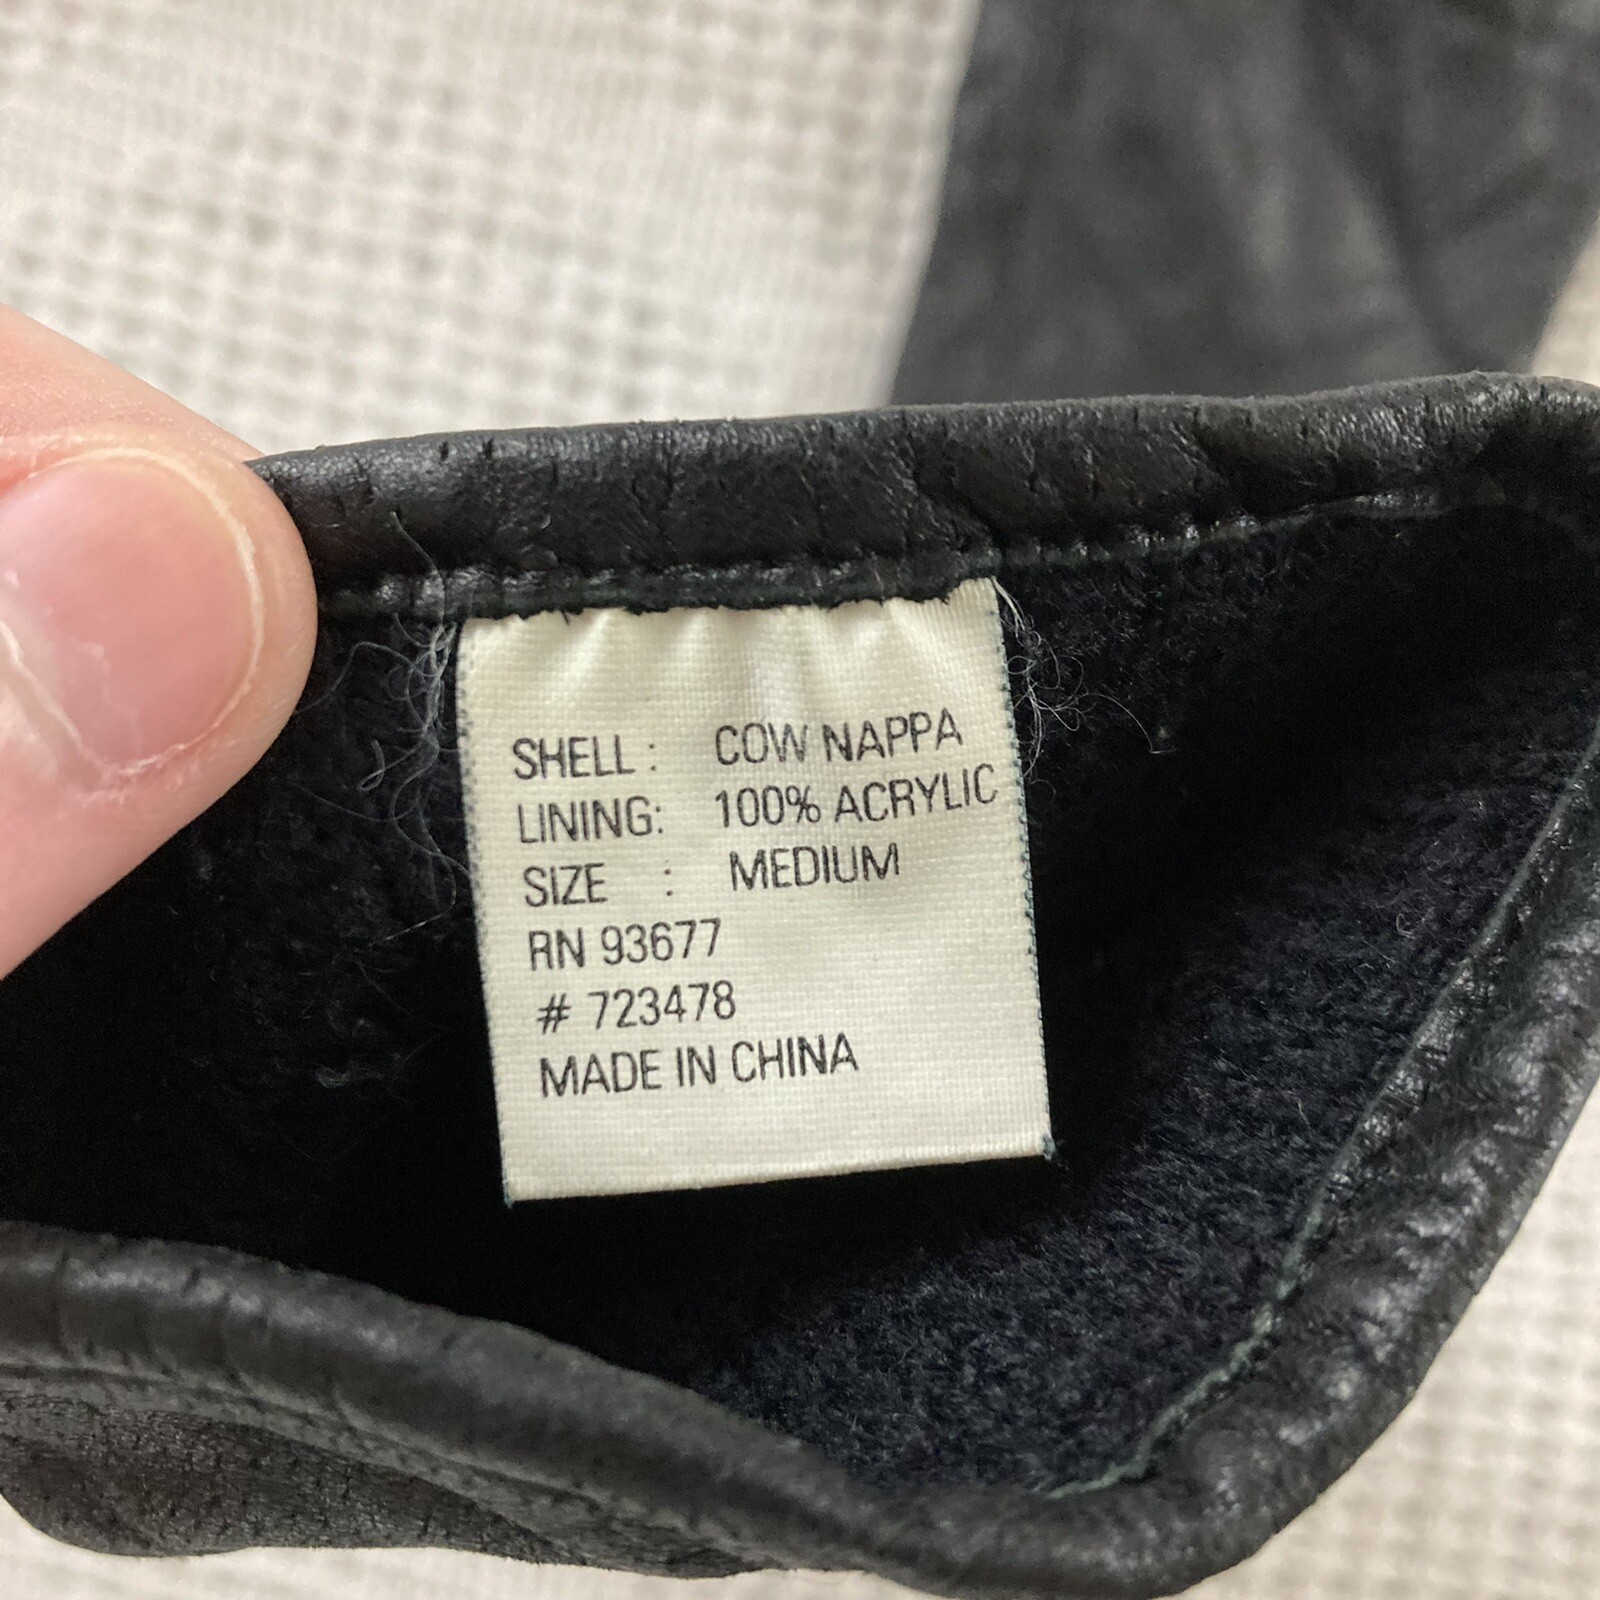 SHELL : COW NAPPA
LINING: 100% ACRYLIC
SIZE : MEDIUM
RN 93677
# 723478
MADE IN CHINA